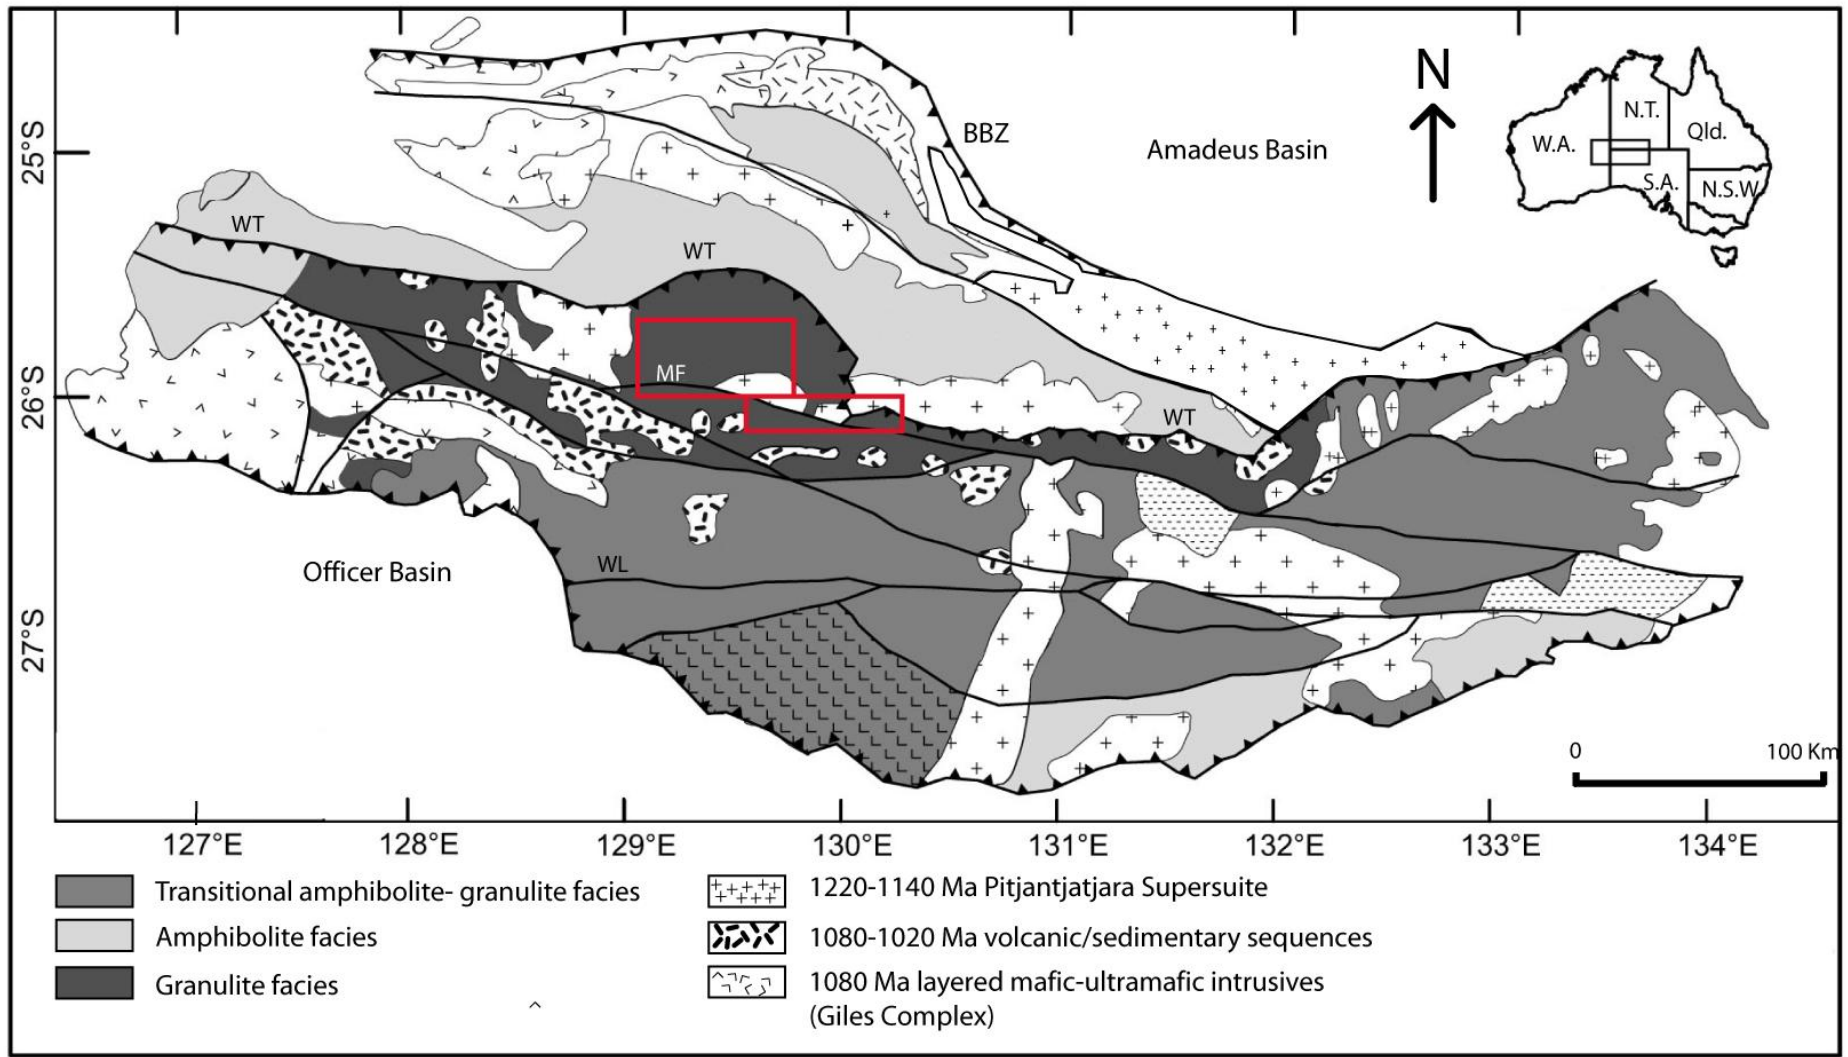 N
BBZ
Amadeus Basin
N.T.
Qld.
W.A.
S.A.
N.S.W
25°S
WT
WT
MF
26°S
WT
Officer Basin
WL
27°S
0 100 Km
127°E 128°E 129°E 130°E 131°E 132°E 133°E 134°E
Transitional amphibolite- granulite facies
Amphibolite facies
Granulite facies
1220-1140 Ma Pitjantjatjara Supersuite
1080-1020 Ma volcanic/sedimentary sequences
1080 Ma layered mafic-ultramafic intrusives
(Giles Complex)